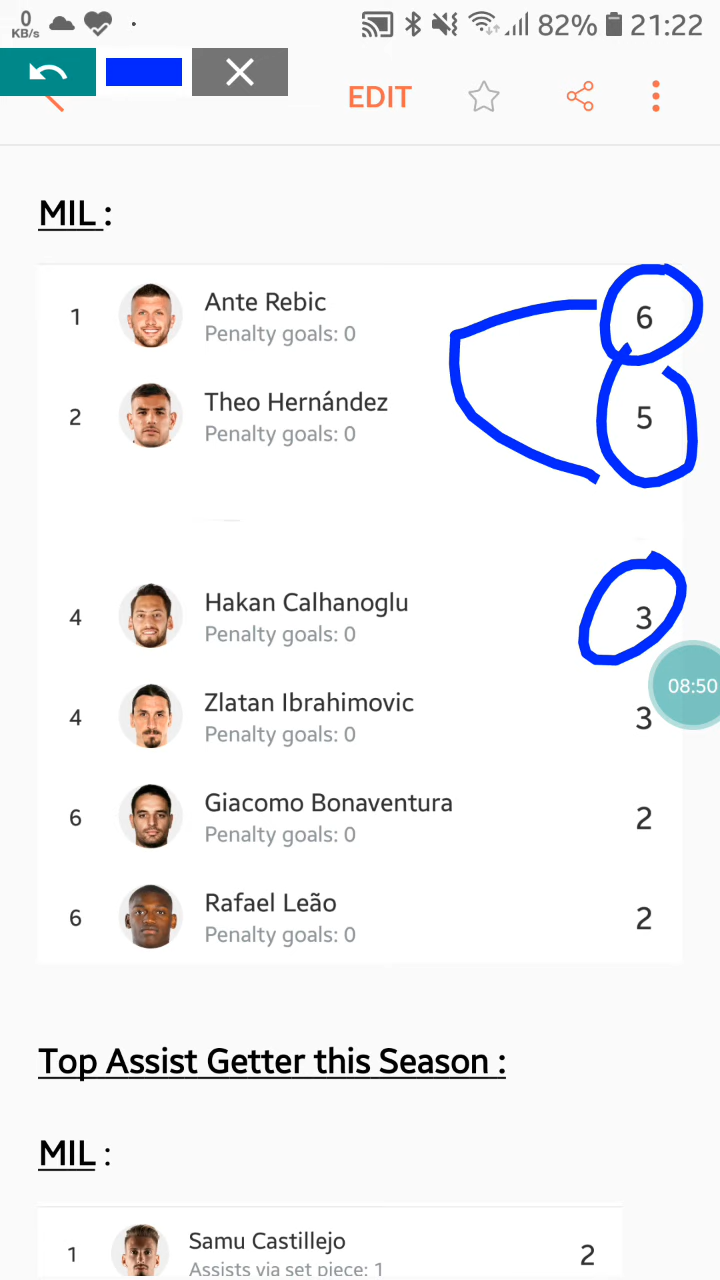 0
KB/s
82% 21:22
EDIT
MIL :
1 Ante Rebic 6
Penalty goals: 0
2 Theo Hernández 5
Penalty goals: 0
4 Hakan Calhanoglu 3
Penalty goals: 0
08:50
4 Zlatan Ibrahimovic 3
Penalty goals: 0
6 Giacomo Bonaventura 2
Penalty goals: 0
6 Rafael Leão 2
Penalty goals: 0
Top Assist Getter this Season :
MIL :
1 Samu Castillejo 2
Assists via set piece: 1